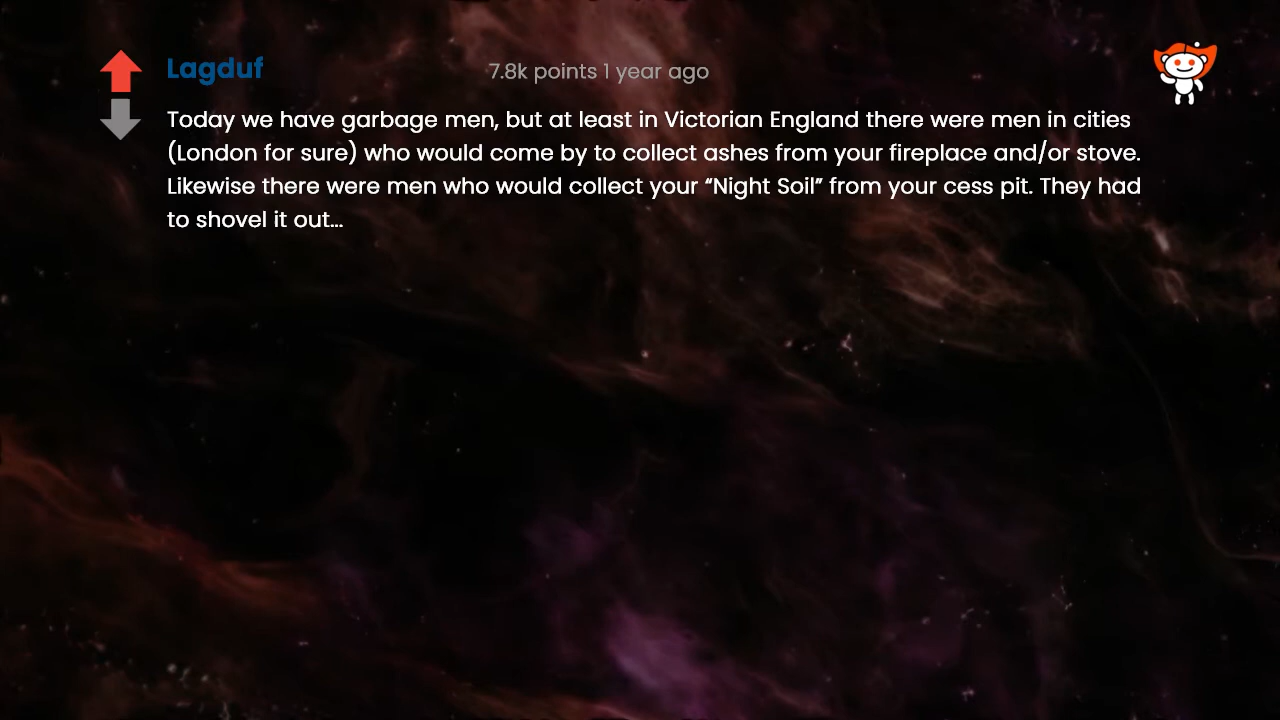 Lagduf 7.8k points 1 year ago
Today we have garbage men, but at least in Victorian England there were men in cities
(London for sure) who would come by to collect ashes from your fireplace and/or stove.
Likewise there were men who would collect your “Night Soil” from your cess pit. They had
to shovel it out...